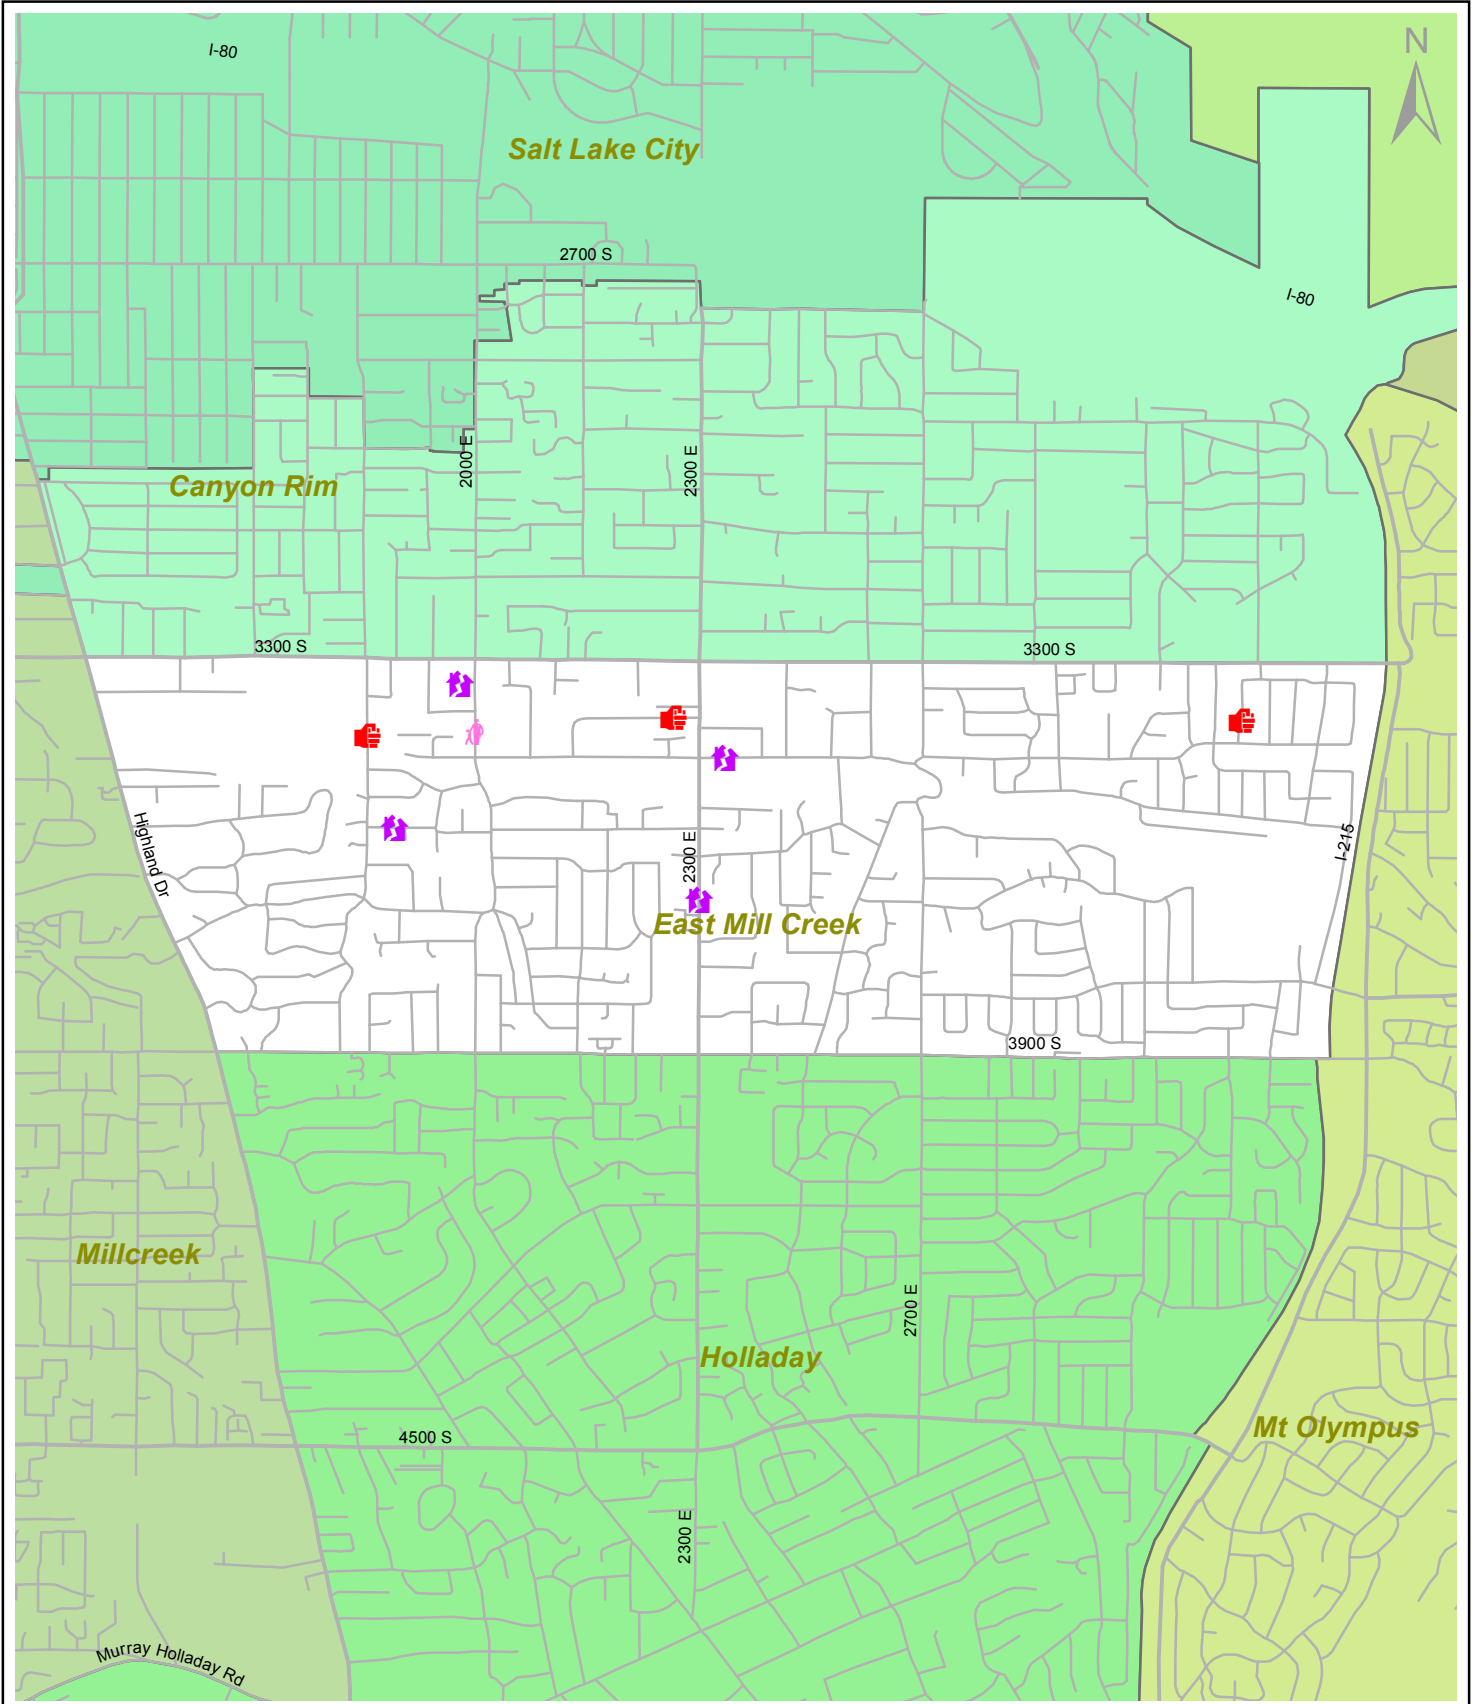 I-80
N
Salt Lake City
2700 S
I-80
2000 E
2300 E
Canyon Rim
3300 S
3300 S
Highland Dr
2300 E
I-215
East Mill Creek
3900 S
Millcreek
2700 E
Holladay
Mt Olympus
4500 S
2300 E
Murray Holladay Rd